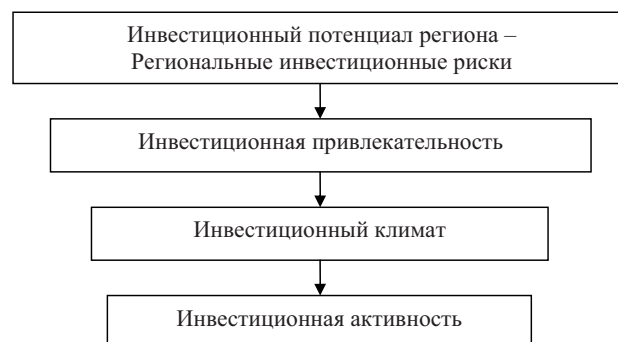 Инвестиционный потенциал региона –
Региональные инвестиционные риски
Инвестиционная привлекательность
Инвестиционный климат
Инвестиционная активность